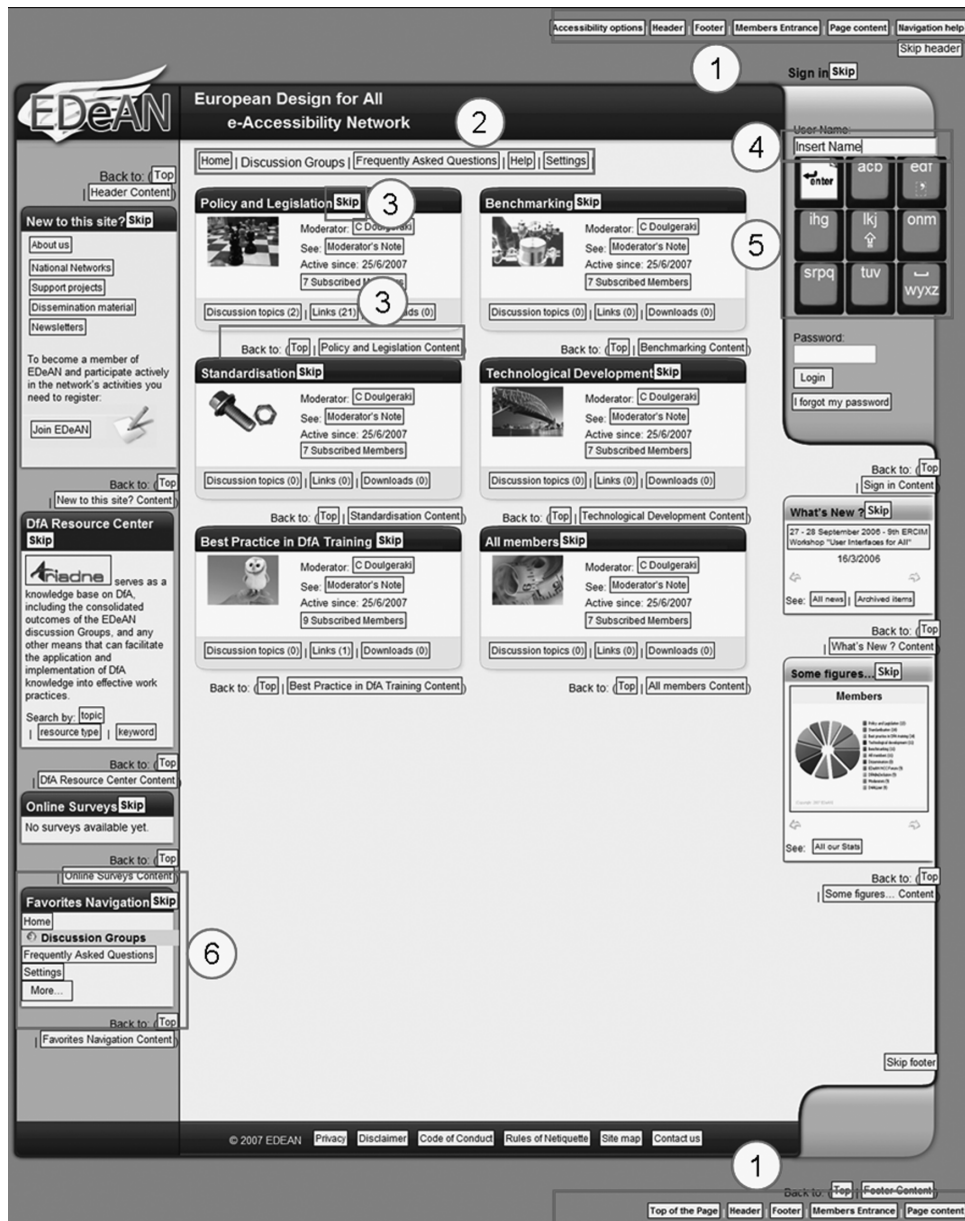 Accessibility options Header Footer Members Entrance Page content Navigation help
Skip header
1
Sign in Skip
EDeAN
European Design for All
e-Accessibility Network
2
Home | Discussion Groups | Frequently Asked Questions | Help | Settings |
Back to: (Top
| Header Content)
New to this site? Skip
About us
National Networks
Support projects
Dissemination material
Newsletters
To become a member of
EDeAN and participate actively
in the network's activities you
need to register:
Join EDeAN
Back to: (Top
| New to this site? Content)
DfA Resource Center
Skip
Ariadne serves as a
knowledge base on DfA,
including the consolidated
outcomes of the EDeAN
discussion Groups, and any
other means that can facilitate
the application and
implementation of DfA
knowledge into effective work
practices.
Search by: topic
| resource type | keyword
Back to: (Top
| DfA Resource Center Content)
Online Surveys Skip
No surveys available yet.
Back to: (Top
| Online Surveys Content)
Favorites Navigation Skip
Home
Discussion Groups
Frequently Asked Questions
Settings
More...
6
Back to: (Top
| Favorites Navigation Content)
Policy and Legislation Skip
3
Moderator: C Doulgeraki
See: Moderator's Note
Active since: 25/6/2007
7 Subscribed Members
3
Discussion topics (2) | Links (21) ads (0)
Back to: (Top | Policy and Legislation Content)
Benchmarking Skip
Moderator: C Doulgeraki
See: Moderator's Note
Active since: 25/6/2007
7 Subscribed Members
Discussion topics (0) | Links (0) | Downloads (0)
Back to: (Top | Benchmarking Content)
Standardisation Skip
Moderator: C Doulgeraki
See: Moderator's Note
Active since: 25/6/2007
7 Subscribed Members
Discussion topics (0) | Links (0) | Downloads (0)
Back to: (Top | Standardisation Content)
Technological Development Skip
Moderator: C Doulgeraki
See: Moderator's Note
Active since: 25/6/2007
7 Subscribed Members
Discussion topics (0) | Links (0) | Downloads (0)
Back to: (Top | Technological Development Content)
Best Practice in DfA Training Skip
Moderator: C Doulgeraki
See: Moderator's Note
Active since: 25/6/2007
9 Subscribed Members
Discussion topics (0) | Links (1) | Downloads (0)
Back to: (Top | Best Practice in DfA Training Content)
All members Skip
Moderator: C Doulgeraki
See: Moderator's Note
Active since: 25/6/2007
7 Subscribed Members
Discussion topics (0) | Links (0) | Downloads (0)
Back to: (Top | All members Content)
User Name:
4
Insert Name
enter acb edf
5
ihg lkj onm
srpq tuv wyxz
Password:
Login
I forgot my password
Back to: (Top
| Sign in Content)
What's New ? Skip
27 - 28 September 2006 - 9th ERCIM
Workshop "User Interfaces for All"
16/3/2006
See: All news | Archived items
Back to: (Top
| What's New ? Content)
Some figures... Skip
Members
See: All our Stats
Back to: (Top
| Some figures... Content)
Skip footer
© 2007 EDEAN Privacy Disclaimer Code of Conduct Rules of Netiquette Site map Contact us
1
Back to: (Top | Footer Content)
Top of the Page Header Footer Members Entrance Page content